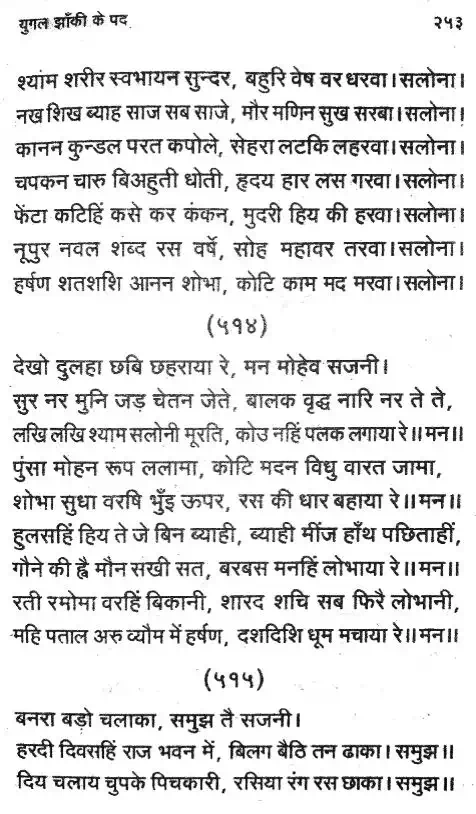 युगल झाँकी के पद
२५३
श्याम शरीर स्वभायन सुन्दर, बहुरि वेष वर धरवा।सलोना।
नख शिख ब्याह साज सब साजे, मौर मणिन सुख सरबा।सलोना।
कानन कुन्डल परत कपोले, सेहरा लटकि लहरवा।सलोना।
चपकन चारु बिअहुती धोती, हृदय हार लस गरवा।सलोना।
फेंटा कटिहिं कसे कर कंकन, मुदरी हिय की हरवा।सलोना।
नूपुर नवल शब्द रस वर्षे, सोह महावर तरवा।सलोना।
हर्षण शतशशि आनन शोभा, कोटि काम मद मरवा।सलोना।
(५१४)
देखो दुलहा छबि छहराया रे, मन मोहेव सजनी।
सुर नर मुनि जड़ चेतन जेते, बालक वृद्ध नारि नर ते ते,
लखि लखि श्याम सलोनी मूरति, कोउ नहिं पलक लगाया रे॥मन॥
पुंसा मोहन रूप ललामा, कोटि मदन विधु वारत जामा,
शोभा सुधा वरषि भुँइ ऊपर, रस की धार बहाया रे॥मन॥
हुलसहिं हिय ते जे बिन ब्याही, ब्याही मींज हाँथ पछिताहीं,
गौने की ह्वै मौन सखी सत, बरबस मनहिं लोभाया रे॥मन॥
रती रमोमा वरहिं बिकानी, शारद शचि सब फिरै लोभानी,
महि पताल अरु व्यौम में हर्षण, दशदिशि धूम मचाया रे॥मन॥
(५१५)
बनरा बड़ो चलाका, समुझ तै सजनी।
हरदी दिवसहिं राज भवन में, बिलग बैठि तन ढाका।समुझ॥
दिय चलाय चुपके पिचकारी, रसिया रंग रस छाका।समुझ॥